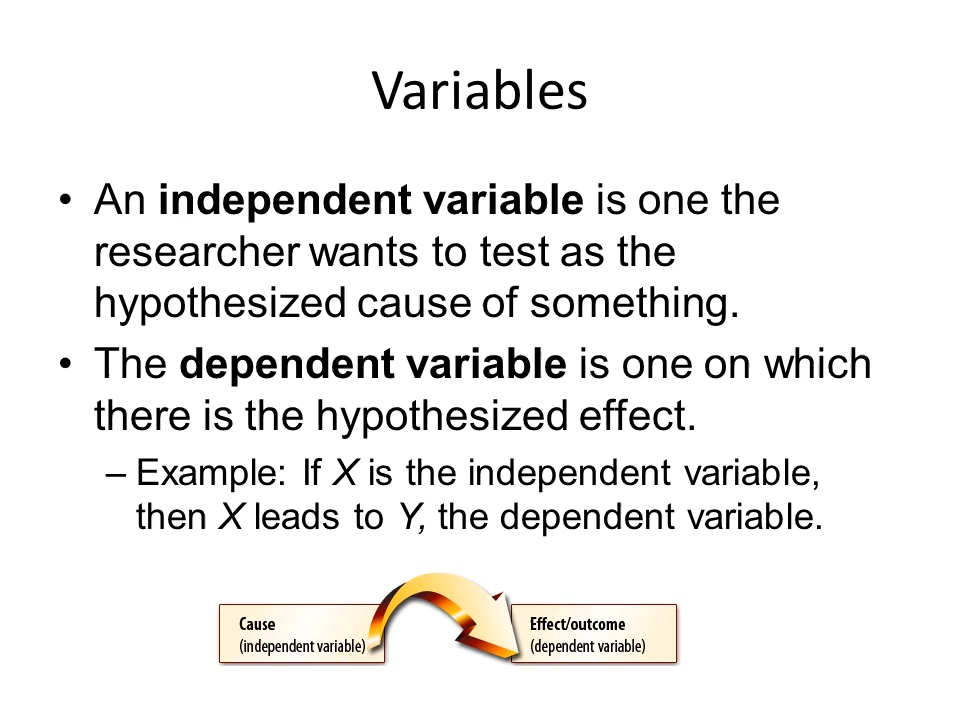 Variables
• An independent variable is one the
researcher wants to test as the
hypothesized cause of something.
• The dependent variable is one on which
there is the hypothesized effect.
– Example: If X is the independent variable,
then X leads to Y, the dependent variable.
Cause
(independent variable)
Effect/outcome
(dependent variable)